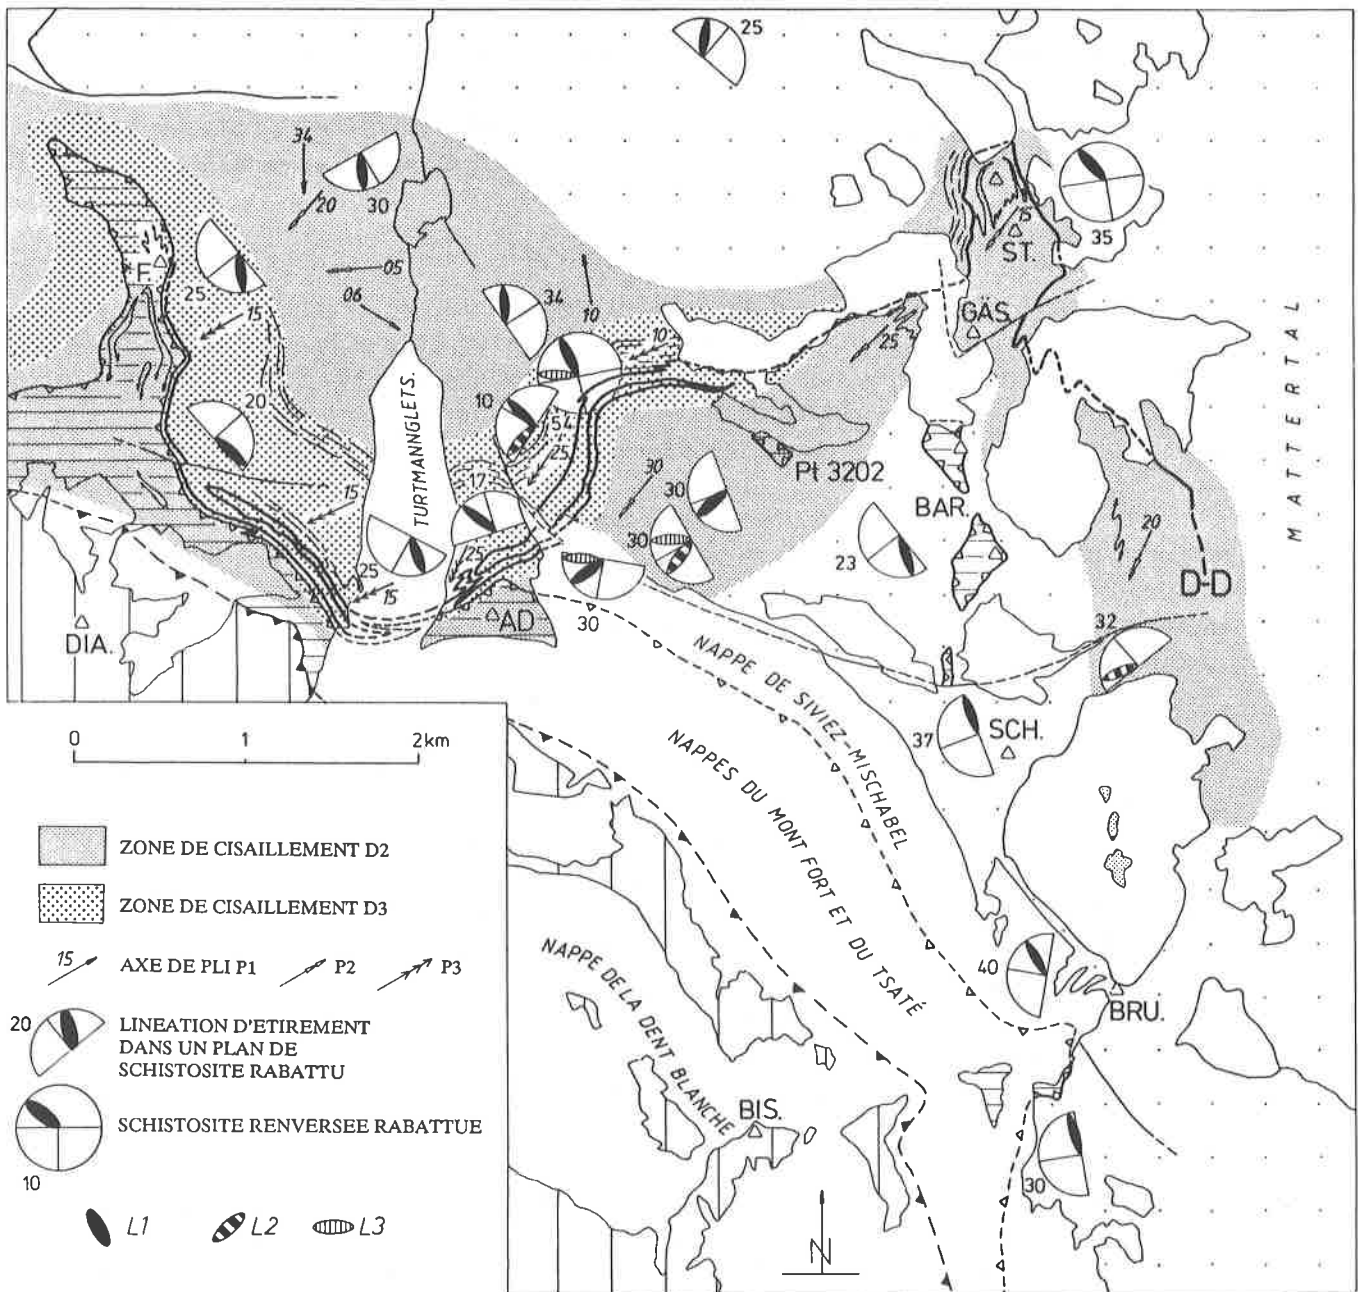 25
34
20
30
F.
25
15
05
06
34
10
10
25
15
ST.
35
GÄS.
MATTERTAL
20
10
54
25
TURTMANNGLETS.
17
15
25
25
15
30
30
30
Pt 3202
BAR.
23
20
D-D
32
DIA.
AD
30
NAPPE DE SIVIEZ-MISCHABEL
37
SCH.
NAPPES DU MONT FORT ET DU TSATÉ
NAPPE DE LA DENT BLANCHE
40
BRU.
BIS.
30
N
0 1 2km
ZONE DE CISAILLEMENT D2
ZONE DE CISAILLEMENT D3
15 AXE DE PLI P1 P2 P3
20 LINEATION D'ETIREMENT
DANS UN PLAN DE
SCHISTOSITE RABATTU
SCHISTOSITE RENVERSEE RABATTUE
10
L1 L2 L3